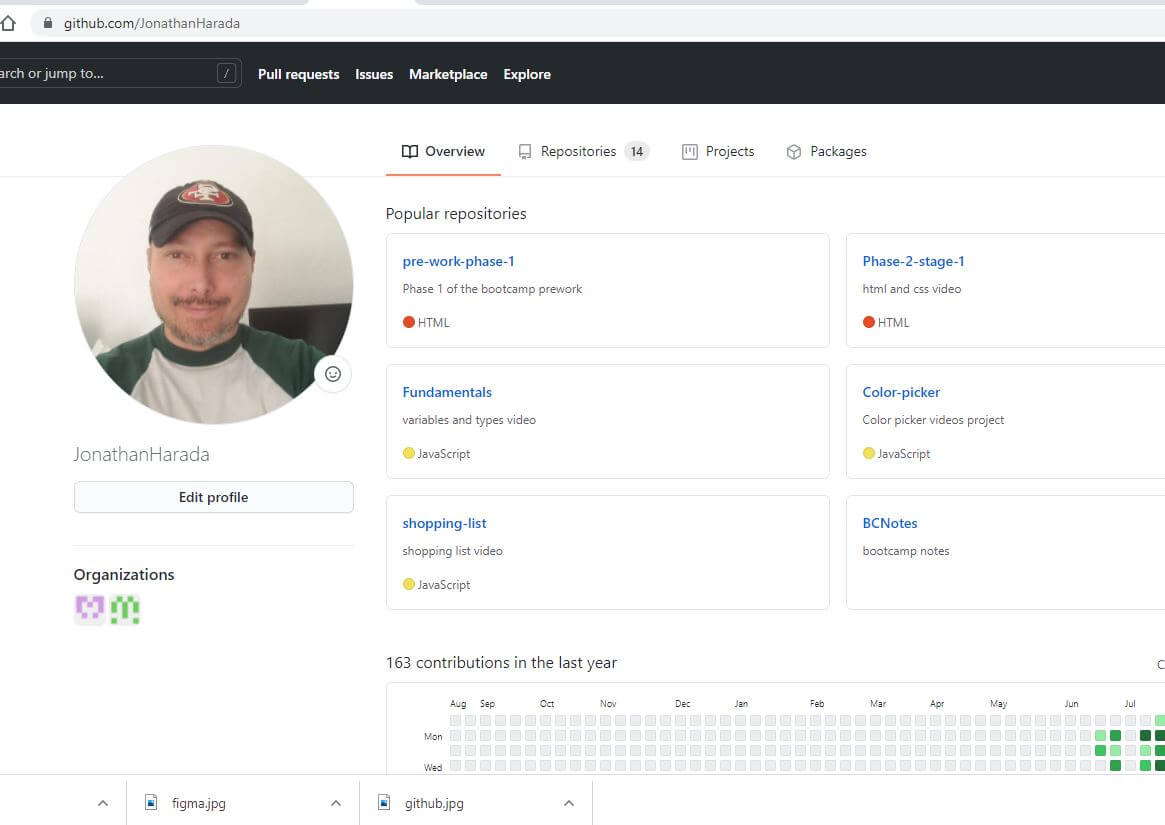 github.com/JonathanHarada
arch or jump to... /
Pull requests Issues Marketplace Explore
Overview Repositories 14 Projects Packages
Popular repositories
pre-work-phase-1
Phase 1 of the bootcamp prework
HTML
Phase-2-stage-1
html and css video
HTML
Fundamentals
variables and types video
JavaScript
Color-picker
Color picker videos project
JavaScript
shopping-list
shopping list video
JavaScript
BCNotes
bootcamp notes
JonathanHarada
Edit profile
Organizations
163 contributions in the last year
C
Aug Sep Oct Nov Dec Jan Feb Mar Apr May Jun Jul
Mon
Wed
figma.jpg github.jpg